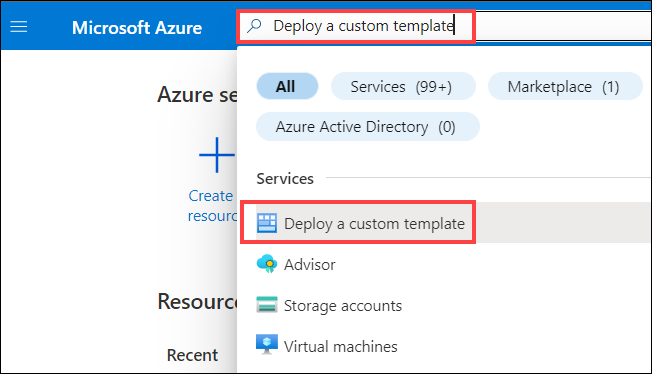 Microsoft Azure
Deploy a custom template
All
Services (99+)
Marketplace (1)
Azure Active Directory (0)
Azure se
Create
resourc
Services
Deploy a custom template
Advisor
Storage accounts
Virtual machines
Resource
Recent